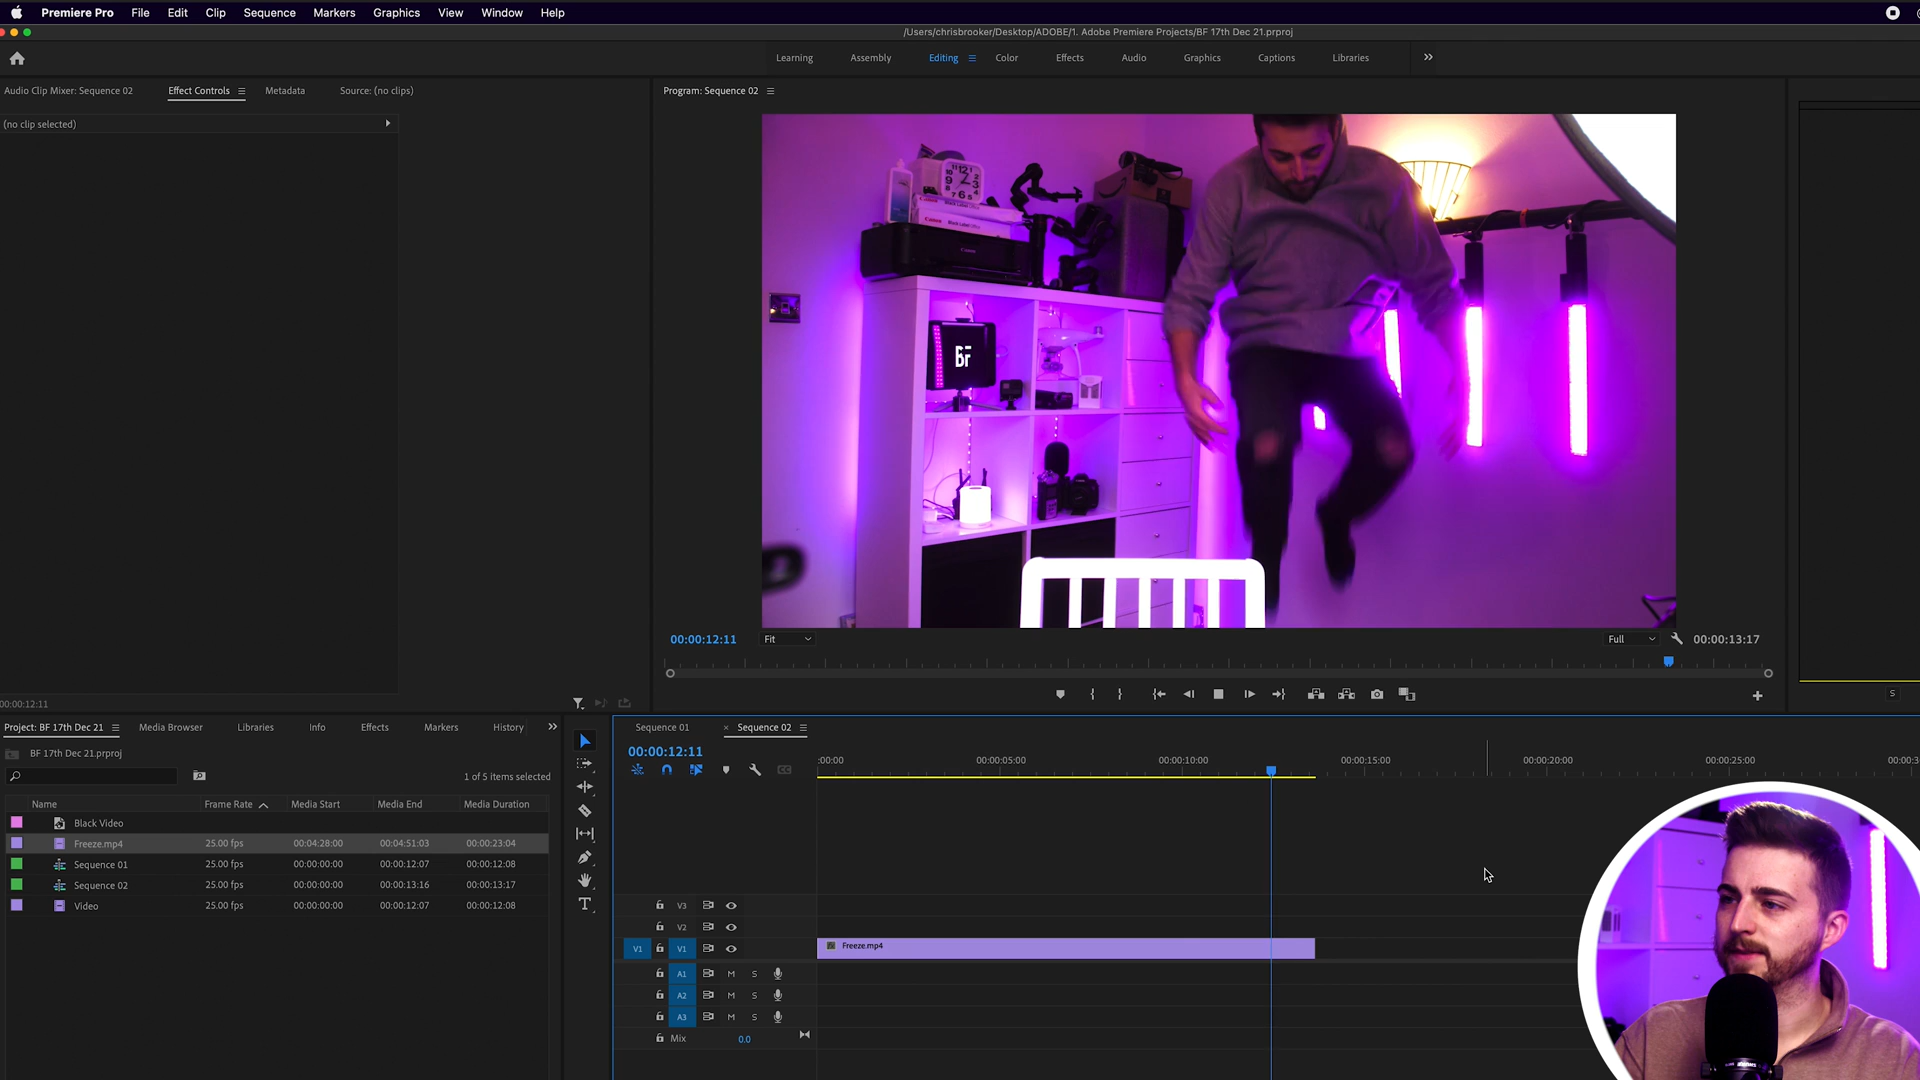 Premiere Pro File Edit Clip Sequence Markers Graphics View Window Help
/Users/chrisbrooker/Desktop/ADOBE/1. Adobe Premiere Projects/BF 17th Dec 21.prproj
Learning Assembly Editing Color Effects Audio Graphics Captions Libraries
Audio Clip Mixer: Sequence 02 Effect Controls Metadata Source: (no clips)
Program: Sequence 02
(no clip selected)
12
Canon
Canon
BF
00:00:12:11 Fit Full 00:00:13:17
00:00:12:11
S
Project: BF 17th Dec 21 Media Browser Libraries Info Effects Markers History
Sequence 01 × Sequence 02
BF 17th Dec 21.prproj
00:00:12:11
1 of 5 items selected
:00:00 00:00:05:00 00:00:10:00 00:00:15:00 00:00:20:00 00:00:25:00
Name Frame Rate Media Start Media End Media Duration
Black Video
Freeze.mp4 25.00 fps 00:04:28:00 00:04:51:03 00:00:23:04
Sequence 01 25.00 fps 00:00:00:00 00:00:12:07 00:00:12:08
Sequence 02 25.00 fps 00:00:00:00 00:00:13:16 00:00:13:17
Video 25.00 fps 00:00:00:00 00:00:12:07 00:00:12:08
V3
V2
V1 V1 Freeze.mp4
A1 M S
A2 M S
A3 M S
Mix 0.0